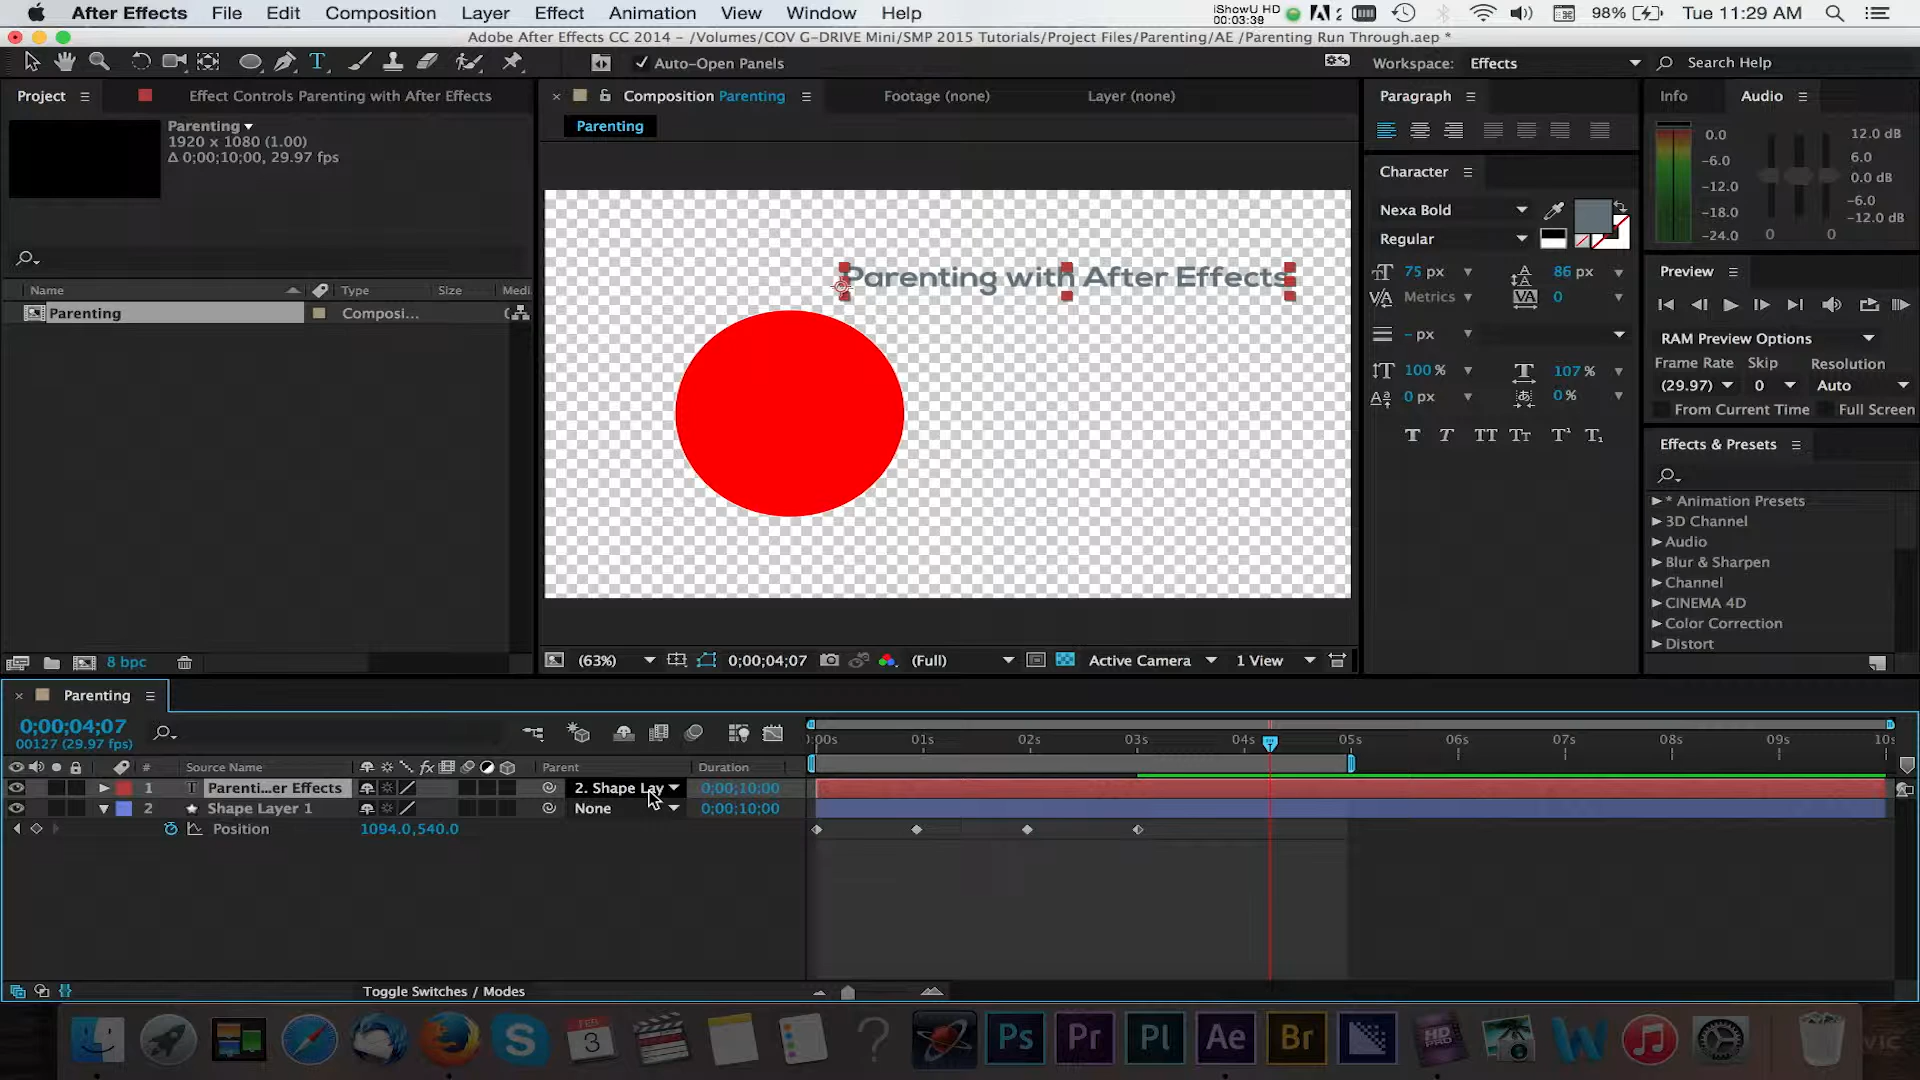 After Effects File Edit Composition Layer Effect Animation View Window Help iShowU HD 00:03:39 2 98% Tue 11:29 AM
Adobe After Effects CC 2014 - /Volumes/COV G-DRIVE Mini/SMP 2015 Tutorials/Project Files/Parenting/AE /Parenting Run Through.aep *
Auto-Open Panels Workspace: Effects Search Help
Project Effect Controls Parenting with After Effects Composition Parenting Footage (none) Layer (none) Paragraph Info Audio
Parenting
1920 x 1080 (1.00)
Δ 0;00;10;00, 29.97 fps
Parenting
0.0 12.0 dB
-6.0 6.0
-12.0 0.0 dB
-18.0 -6.0
-24.0 0 0 -12.0 dB
Character
Nexa Bold
Regular
75 px 86 px
Metrics 0
- px
100 % 107 %
0 px 0 %
T T TT Tt T¹ T₁
Parenting with After Effects
Preview
RAM Preview Options
Frame Rate Skip Resolution
(29.97) 0 Auto
From Current Time Full Screen
Effects & Presets
* Animation Presets
3D Channel
Audio
Blur & Sharpen
Channel
CINEMA 4D
Color Correction
Distort
Name Type Size Medi
Parenting Composi...
8 bpc
(63%) 0;00;04;07 (Full) Active Camera 1 View
Parenting
0;00;04;07
00127 (29.97 fps)
):00s 01s 02s 03s 04s 05s 06s 07s 08s 09s 10s
# Source Name fx Parent Duration
1 T Parenti...er Effects 2. Shape Lay 0;00;10;00
2 Shape Layer 1 None 0;00;10;00
Position 1094.0,540.0
Toggle Switches / Modes
FEB 3 Ps Pr Pl Ae Br HD PRO